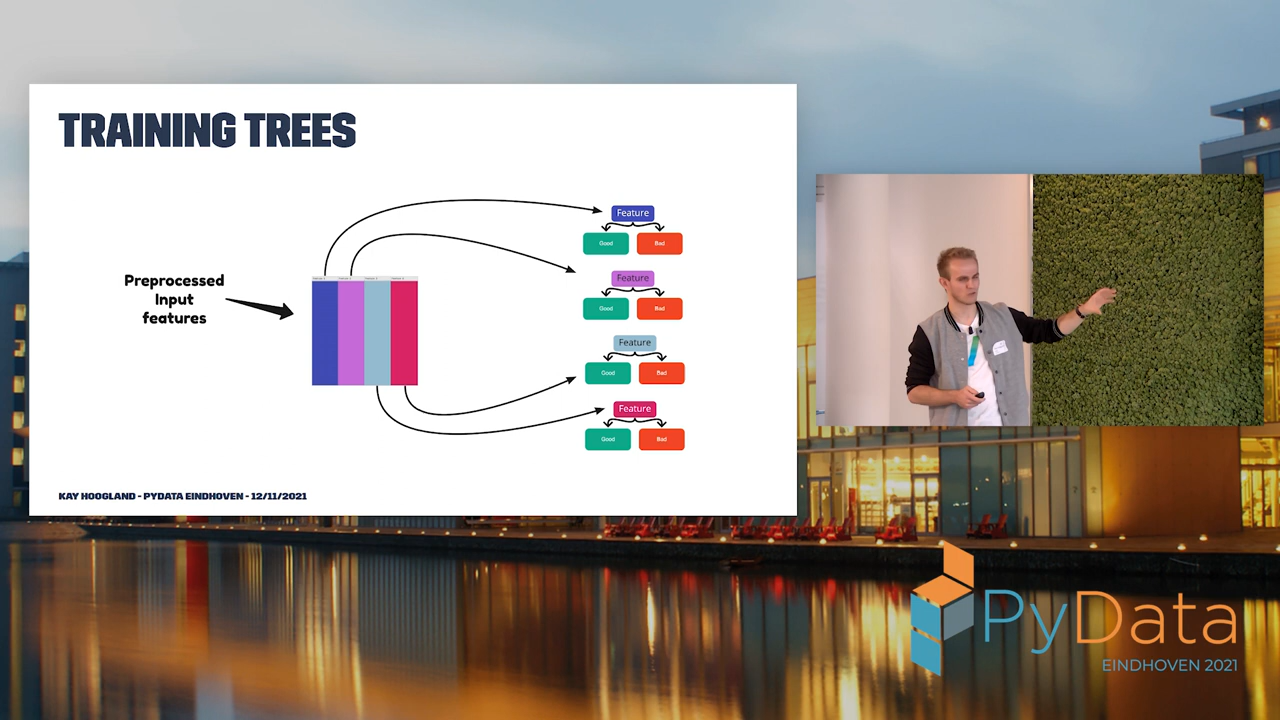 TRAINING TREES
Preprocessed
Input
features
Feature
Good
Bad
Feature
Good
Bad
Feature
Good
Bad
Feature
Good
Bad
KAY HOOGLAND - PYDATA EINDHOVEN - 12/11/2021
PyData
EINDHOVEN 2021